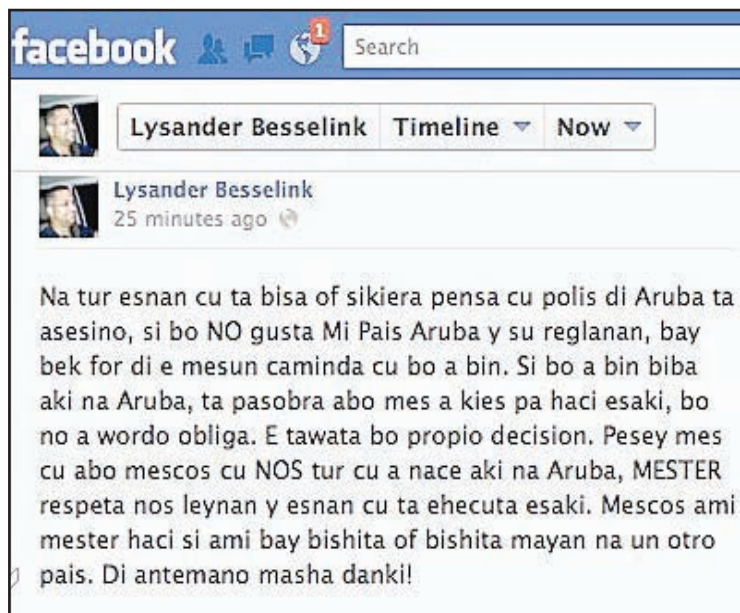 facebook 1 Search
Lysander Besselink Timeline Now
Lysander Besselink
25 minutes ago
Na tur esnan cu ta bisa of sikiera pensa cu polis di Aruba ta
asesino, si bo NO gusta Mi Pais Aruba y su reglanan, bay
bek for di e mesun caminda cu bo a bin. Si bo a bin biba
aki na Aruba, ta pasobra abo mes a kies pa haci esaki, bo
no a wordo obliga. E tawata bo propio decision. Pesey mes
cu abo mescos cu NOS tur cu a nace aki na Aruba, MESTER
respeta nos leynan y esnan cu ta ehecuta esaki. Mescos ami
mester haci si ami bay bishita of bishita mayan na un otro
pais. Di antemano masha danki!